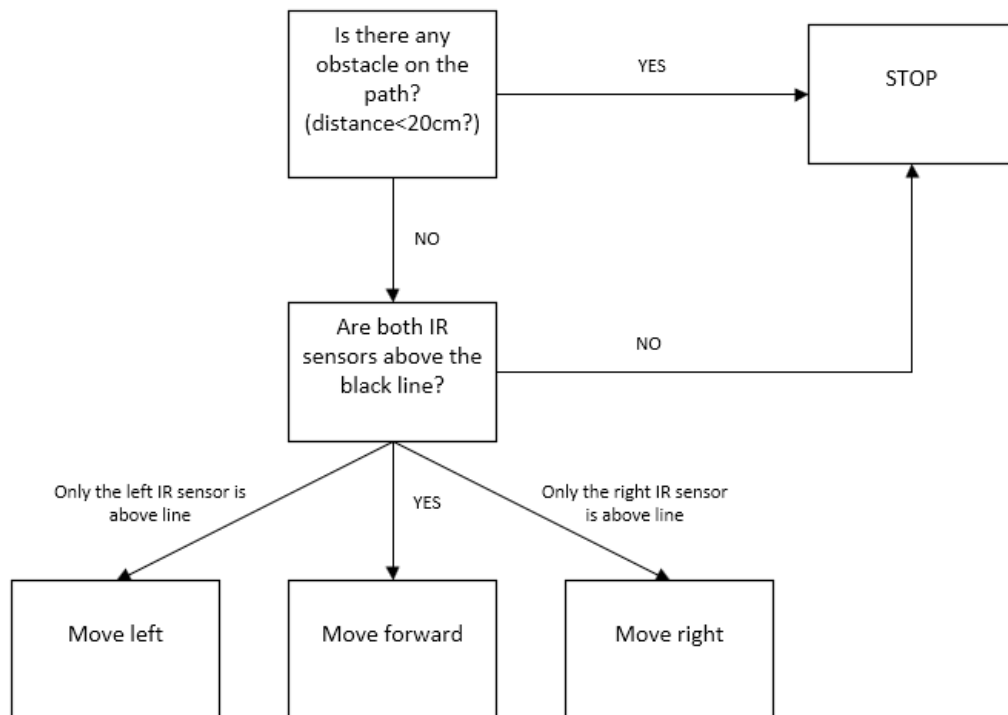 Is there any
obstacle on the
path?
(distance<20cm?)
YES
STOP
NO
Are both IR
sensors above the
black line?
NO
Only the left IR sensor is
above line
YES
Only the right IR sensor
is above line
Move left
Move forward
Move right